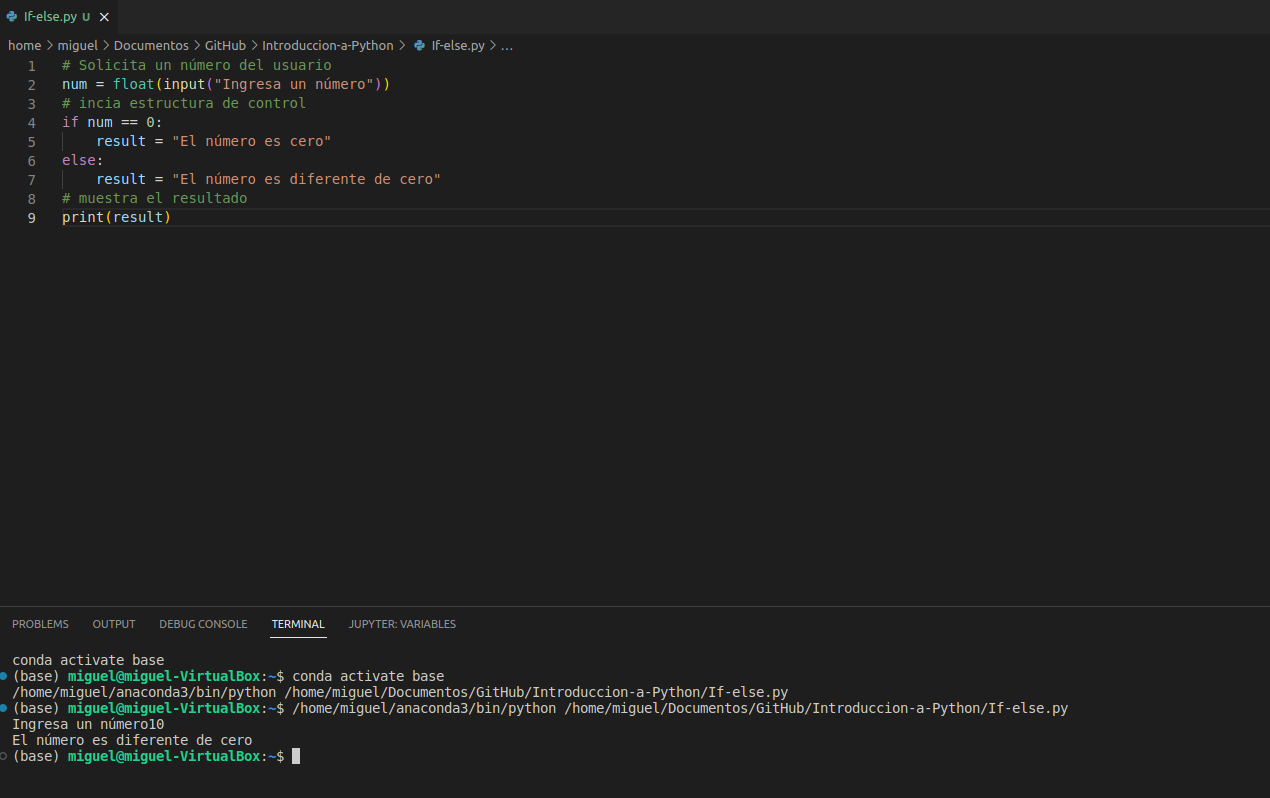 If-else.py U
home > miguel > Documentos > GitHub > Introduccion-a-Python > If-else.py > ...
1 # Solicita un número del usuario
2 num = float(input("Ingresa un número"))
3 # incia estructura de control
4 if num == 0:
5     result = "El número es cero"
6 else:
7     result = "El número es diferente de cero"
8 # muestra el resultado
9 print(result)
PROBLEMS OUTPUT DEBUG CONSOLE TERMINAL JUPYTER: VARIABLES
conda activate base
(base) miguel@miguel-VirtualBox:~$ conda activate base
/home/miguel/anaconda3/bin/python /home/miguel/Documentos/GitHub/Introduccion-a-Python/If-else.py
(base) miguel@miguel-VirtualBox:~$ /home/miguel/anaconda3/bin/python /home/miguel/Documentos/GitHub/Introduccion-a-Python/If-else.py
Ingresa un número10
El número es diferente de cero
(base) miguel@miguel-VirtualBox:~$